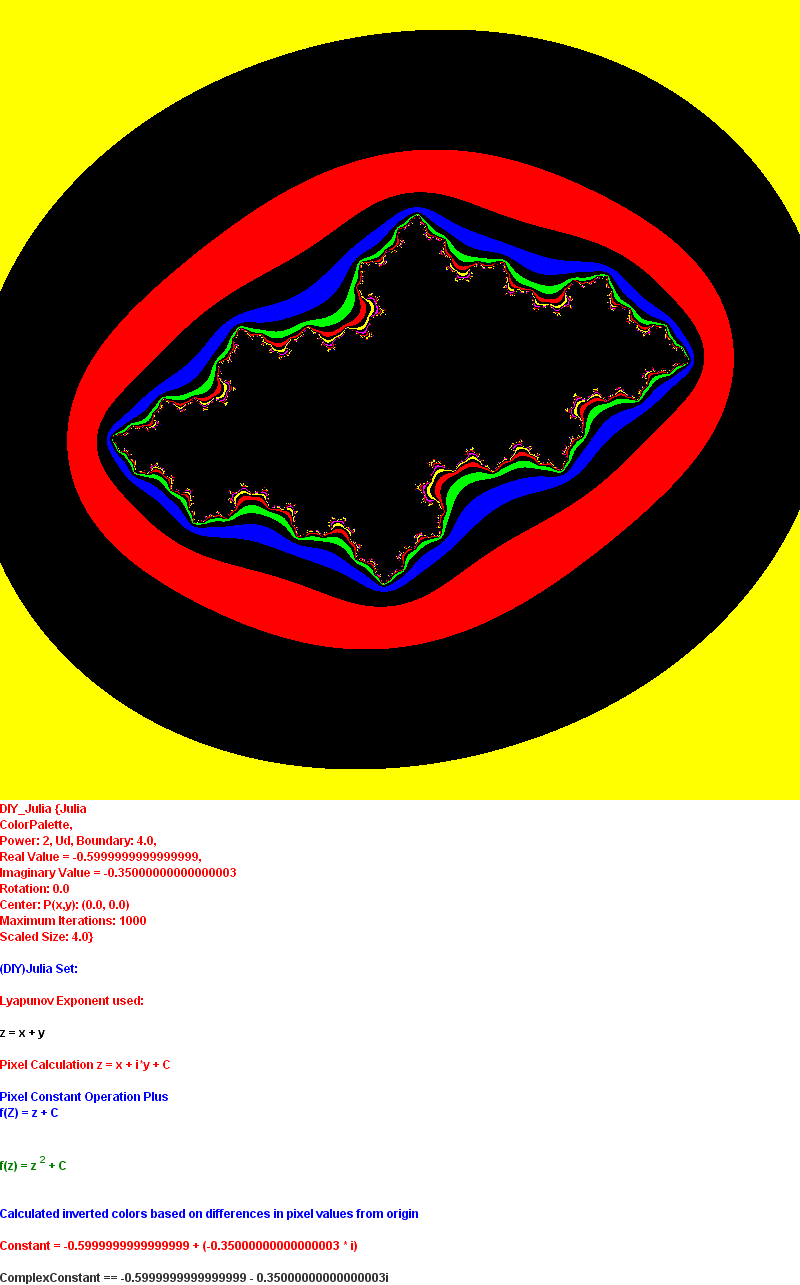 DIY_Julia {Julia
ColorPalette,
Power: 2, Ud, Boundary: 4.0,
Real Value = -0.5999999999999999,
Imaginary Value = -0.35000000000000003
Rotation: 0.0
Center: P(x,y): (0.0, 0.0)
Maximum Iterations: 1000
Scaled Size: 4.0}
(DIY)Julia Set:
Lyapunov Exponent used:
z = x + y
Pixel Calculation z = x + i*y + C
Pixel Constant Operation Plus
f(Z) = z + C
f(z) = z 2 + C
Calculated inverted colors based on differences in pixel values from origin
Constant = -0.5999999999999999 + (-0.35000000000000003 * i)
ComplexConstant == -0.5999999999999999 - 0.35000000000000003i